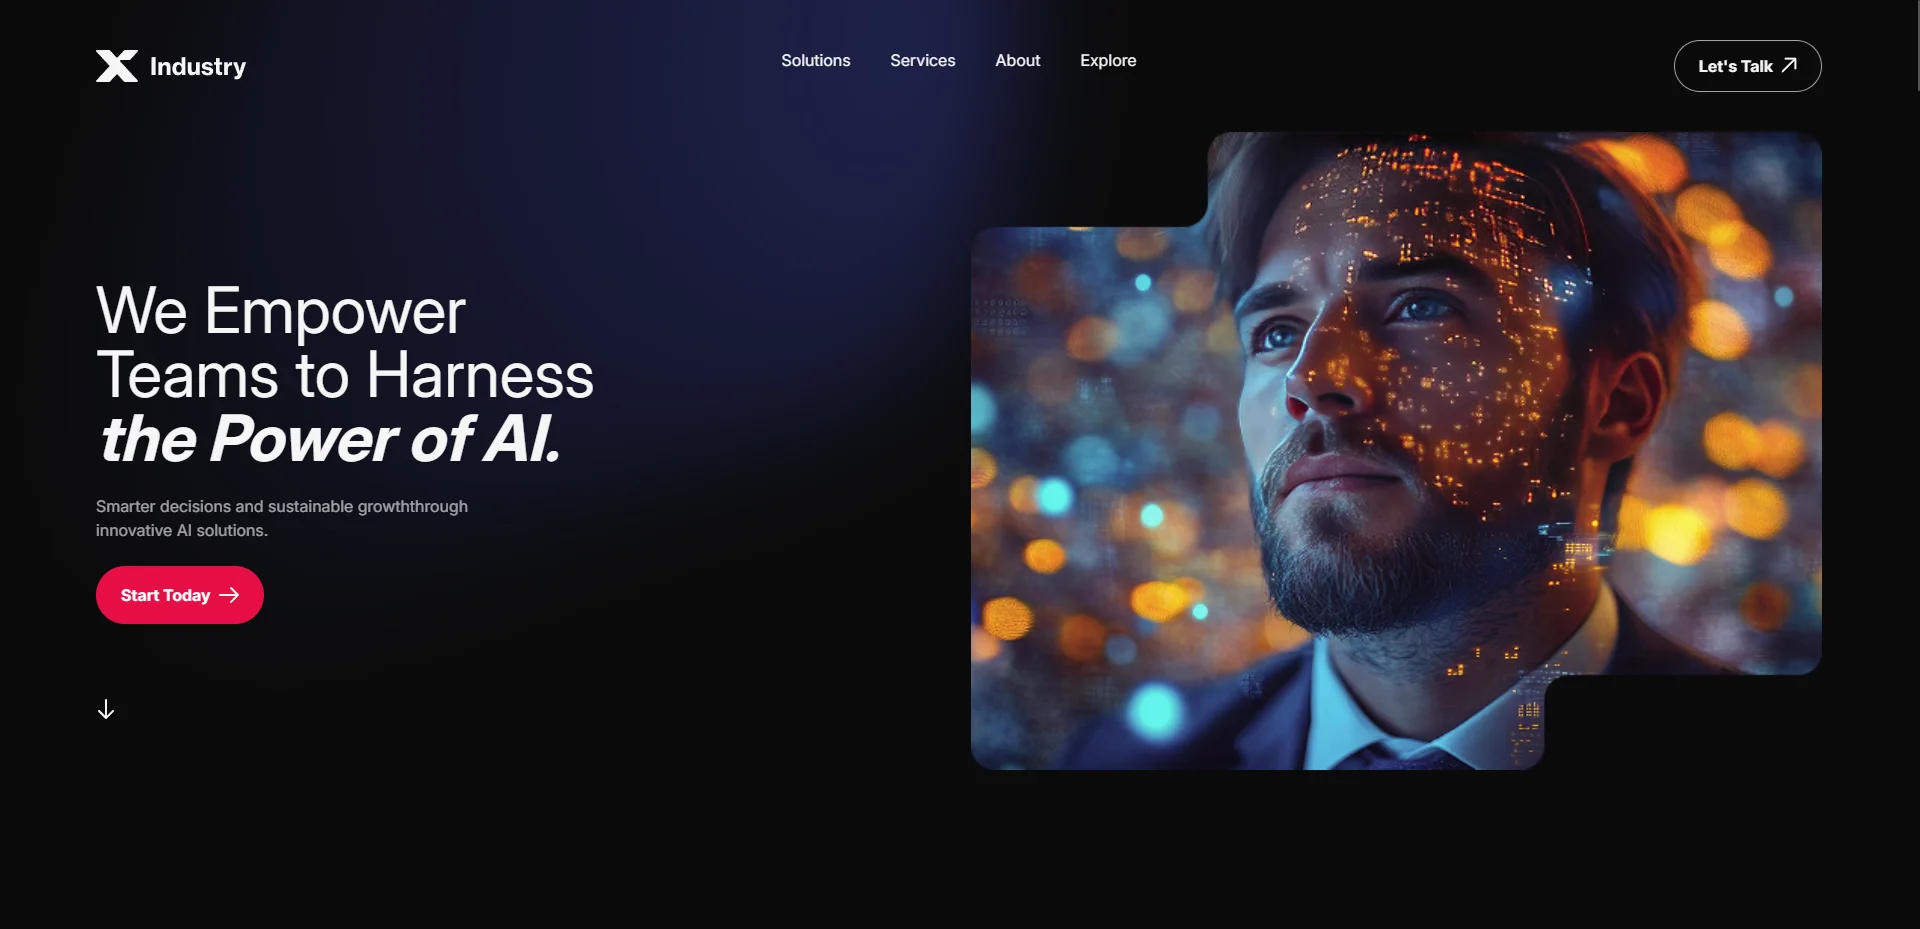 Industry
Solutions
Services
About
Explore
Let's Talk
We Empower
Teams to Harness
the Power of AI.
Smarter decisions and sustainable growththrough
innovative AI solutions.
Start Today